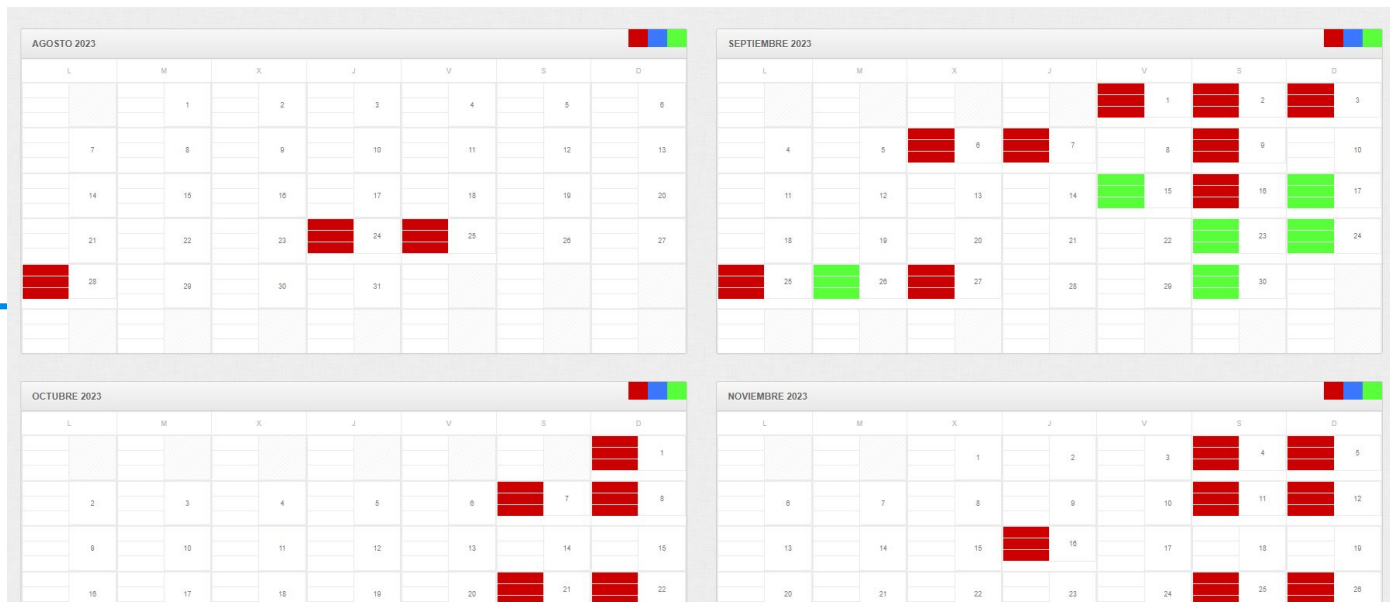 AGOSTO 2023
L M X J V S D
1 2 3 4 5 6
7 8 9 10 11 12 13
14 15 16 17 18 19 20
21 22 23 24 25 26 27
28 29 30 31
SEPTIEMBRE 2023
L M X J V S D
1 2 3
4 5 6 7 8 9 10
11 12 13 14 15 16 17
18 19 20 21 22 23 24
25 26 27 28 29 30
OCTUBRE 2023
L M X J V S D
1
2 3 4 5 6 7 8
9 10 11 12 13 14 15
16 17 18 19 20 21 22
NOVIEMBRE 2023
L M X J V S D
1 2 3 4 5
6 7 8 9 10 11 12
13 14 15 16 17 18 19
20 21 22 23 24 25 26